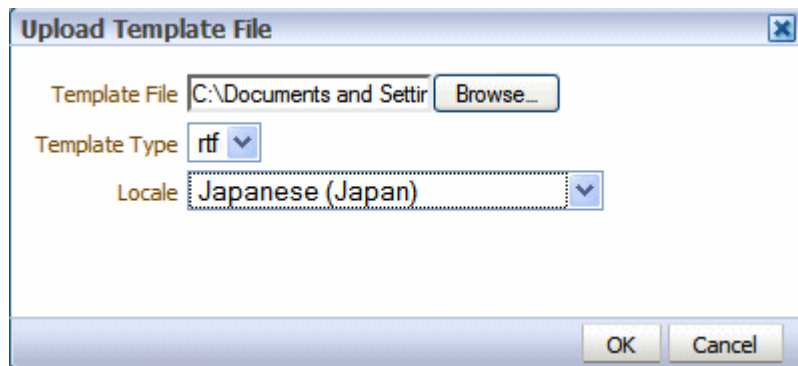 Upload Template File
Template File C:\Documents and Settir Browse...
Template Type rtf
Locale Japanese (Japan)
OK Cancel